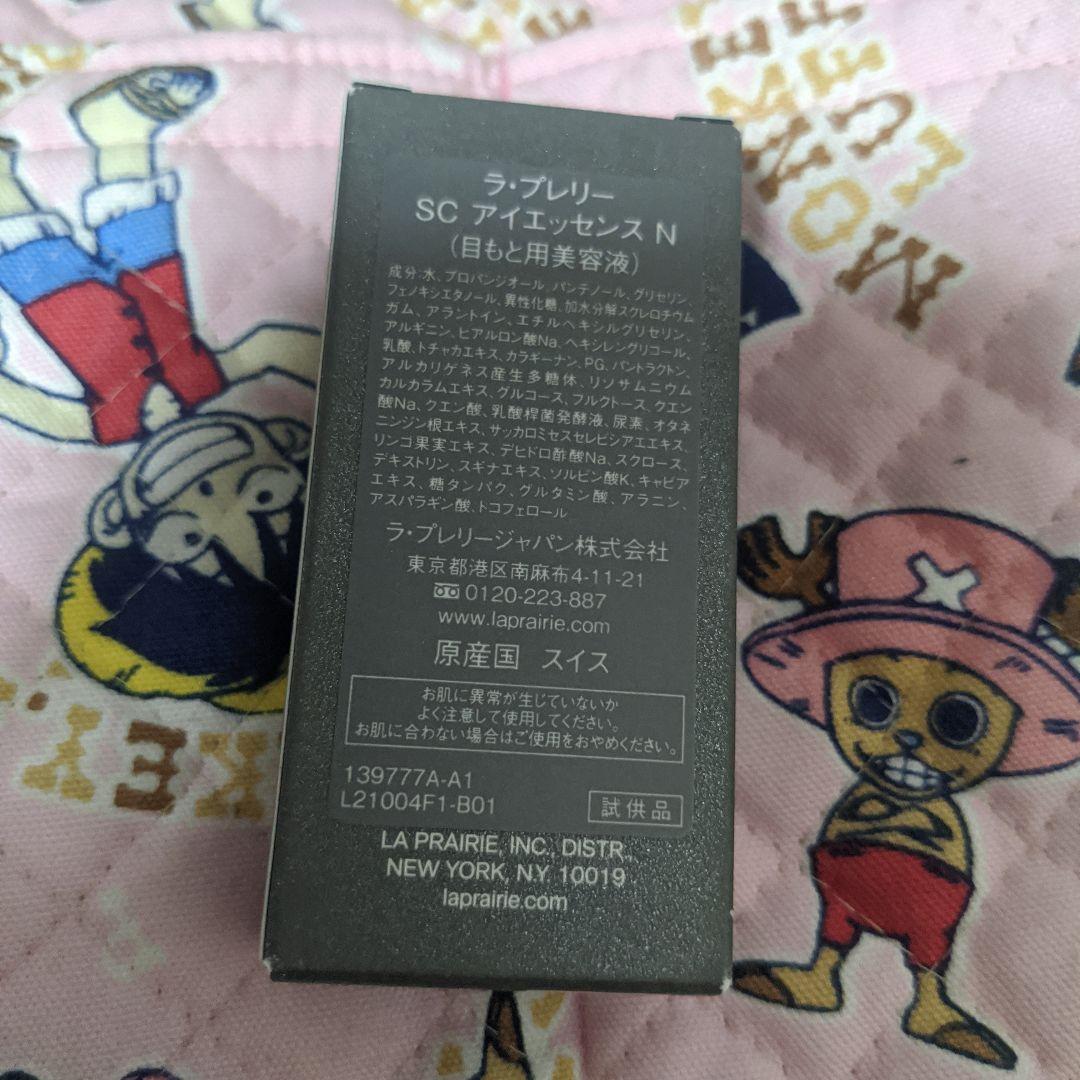 ラ・プレリー
SC アイエッセンス N
(目もと用美容液)
成分:水、プロパンジオール、パンテノール、グリセリン、
フェノキシエタノール、異性化糖、加水分解スクレロチウム
ガム、アラントイン、エチルヘキシルグリセリン、
アルギニン、ヒアルロン酸Na、ヘキシレングリコール、
乳酸、トチャカエキス、カラギーナン、PG、パントラクトン、
アルカリゲネス産生多糖体、リソサムニウム
カルカラムエキス、グルコース、フルクトース、クエン
酸Na、クエン酸、乳酸桿菌発酵液、尿素、オタネ
ニンジン根エキス、サッカロミセスセレビシアエエキス、
リンゴ果実エキス、デヒドロ酢酸Na、スクロース、
デキストリン、スギナエキス、ソルビン酸K、キャビア
エキス、糖タンパク、グルタミン酸、アラニン、
アスパラギン酸、トコフェロール
ラ・プレリージャパン株式会社
東京都港区南麻布4-11-21
0120-223-887
www.laprairie.com
原産国 スイス
お肌に異常が生じていないか
よく注意して使用してください。
お肌に合わない場合はご使用をおやめください。
139777A-A1
L21004F1-B01 試供品
LA PRAIRIE, INC. DISTR.,
NEW YORK, N.Y. 10019
laprairie.com